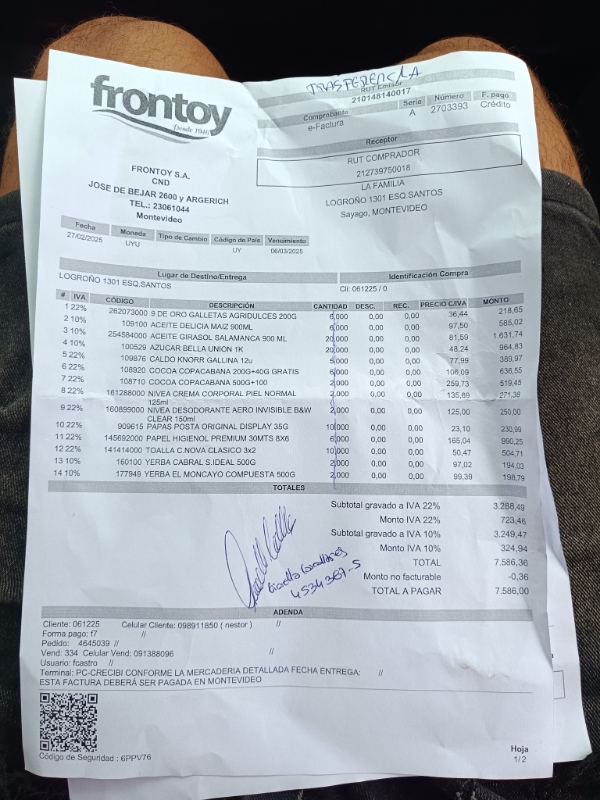 TRASFERENCIA
frontoy
Desde 1940
RUT Emisor
210148140017
Comprobante Serie Número F. pago
e-Factura A 2703393 Crédito
Receptor
RUT COMPRADOR
212739750018
LA FAMILIA
LOGROÑO 1301 ESQ.SANTOS
Sayago, MONTEVIDEO
FRONTOY S.A.
CND
JOSE DE BEJAR 2600 y ARGERICH
TEL.: 23061044
Montevideo
Fecha Moneda Tipo de Cambio Código de País Vencimiento
27/02/2025 UYU UY 06/03/2025
Lugar de Destino/Entrega Identificación Compra
LOGROÑO 1301 ESQ.SANTOS CI: 061225 / 0
# IVA CÓDIGO DESCRIPCIÓN CANTIDAD DESC. REC. PRECIO C/IVA MONTO
1 22% 262073000 9 DE ORO GALLETAS AGRIDULCES 200G 6,000 0,00 0,00 36,44 218,65
2 10% 109100 ACEITE DELICIA MAIZ 900ML 6,000 0,00 0,00 97,50 585,02
3 10% 254584000 ACEITE GIRASOL SALAMANCA 900 ML 20,000 0,00 0,00 81,59 1.631,74
4 10% 100529 AZUCAR BELLA UNION 1K 20,000 0,00 0,00 48,24 964,83
5 22% 109876 CALDO KNORR GALLINA 12u 5,000 0,00 0,00 77,99 389,97
6 22% 108920 COCOA COPACABANA 200G+40G GRATIS 6,000 0,00 0,00 106,09 636,55
7 22% 108710 COCOA COPACABANA 500G+100 2,000 0,00 0,00 259,73 519,45
8 22% 161288000 NIVEA CREMA CORPORAL PIEL NORMAL 2,000 0,00 0,00 135,69 271,38
125ml
9 22% 160899000 NIVEA DESODORANTE AERO INVISIBLE B&W 2,000 0,00 0,00 125,00 250,00
CLEAR 150ml
10 22% 909615 PAPAS POSTA ORIGINAL DISPLAY 35G 10,000 0,00 0,00 23,10 230,99
11 22% 145692000 PAPEL HIGIENOL PREMIUM 30MTS 8X6 6,000 0,00 0,00 165,04 990,25
12 22% 141414000 TOALLA C.NOVA CLASICO 3x2 10,000 0,00 0,00 50,47 504,71
13 10% 160100 YERBA CABRAL S.IDEAL 500G 2,000 0,00 0,00 97,02 194,03
14 10% 177949 YERBA EL MONCAYO COMPUESTA 500G 2,000 0,00 0,00 99,39 198,79
TOTALES
Subtotal gravado a IVA 22% 3.288,49
Monto IVA 22% 723,46
Subtotal gravado a IVA 10% 3.249,47
Monto IVA 10% 324,94
TOTAL 7.586,36
Monto no facturable -0,36
TOTAL A PAGAR 7.586,00
4534367-5
ADENDA
Cliente: 061225 Celular Cliente: 098911850 ( nestor ) //
Forma pago: f7 //
Pedido: 4645039 //
Vend: 334 Celular Vend: 091388096 //
Usuario: fcastro //
Terminal: PC-CRECIBI CONFORME LA MERCADERIA DETALLADA FECHA ENTREGA: //
ESTA FACTURA DEBERÁ SER PAGADA EN MONTEVIDEO
Código de Seguridad : 6PPV76
Hoja
1/2